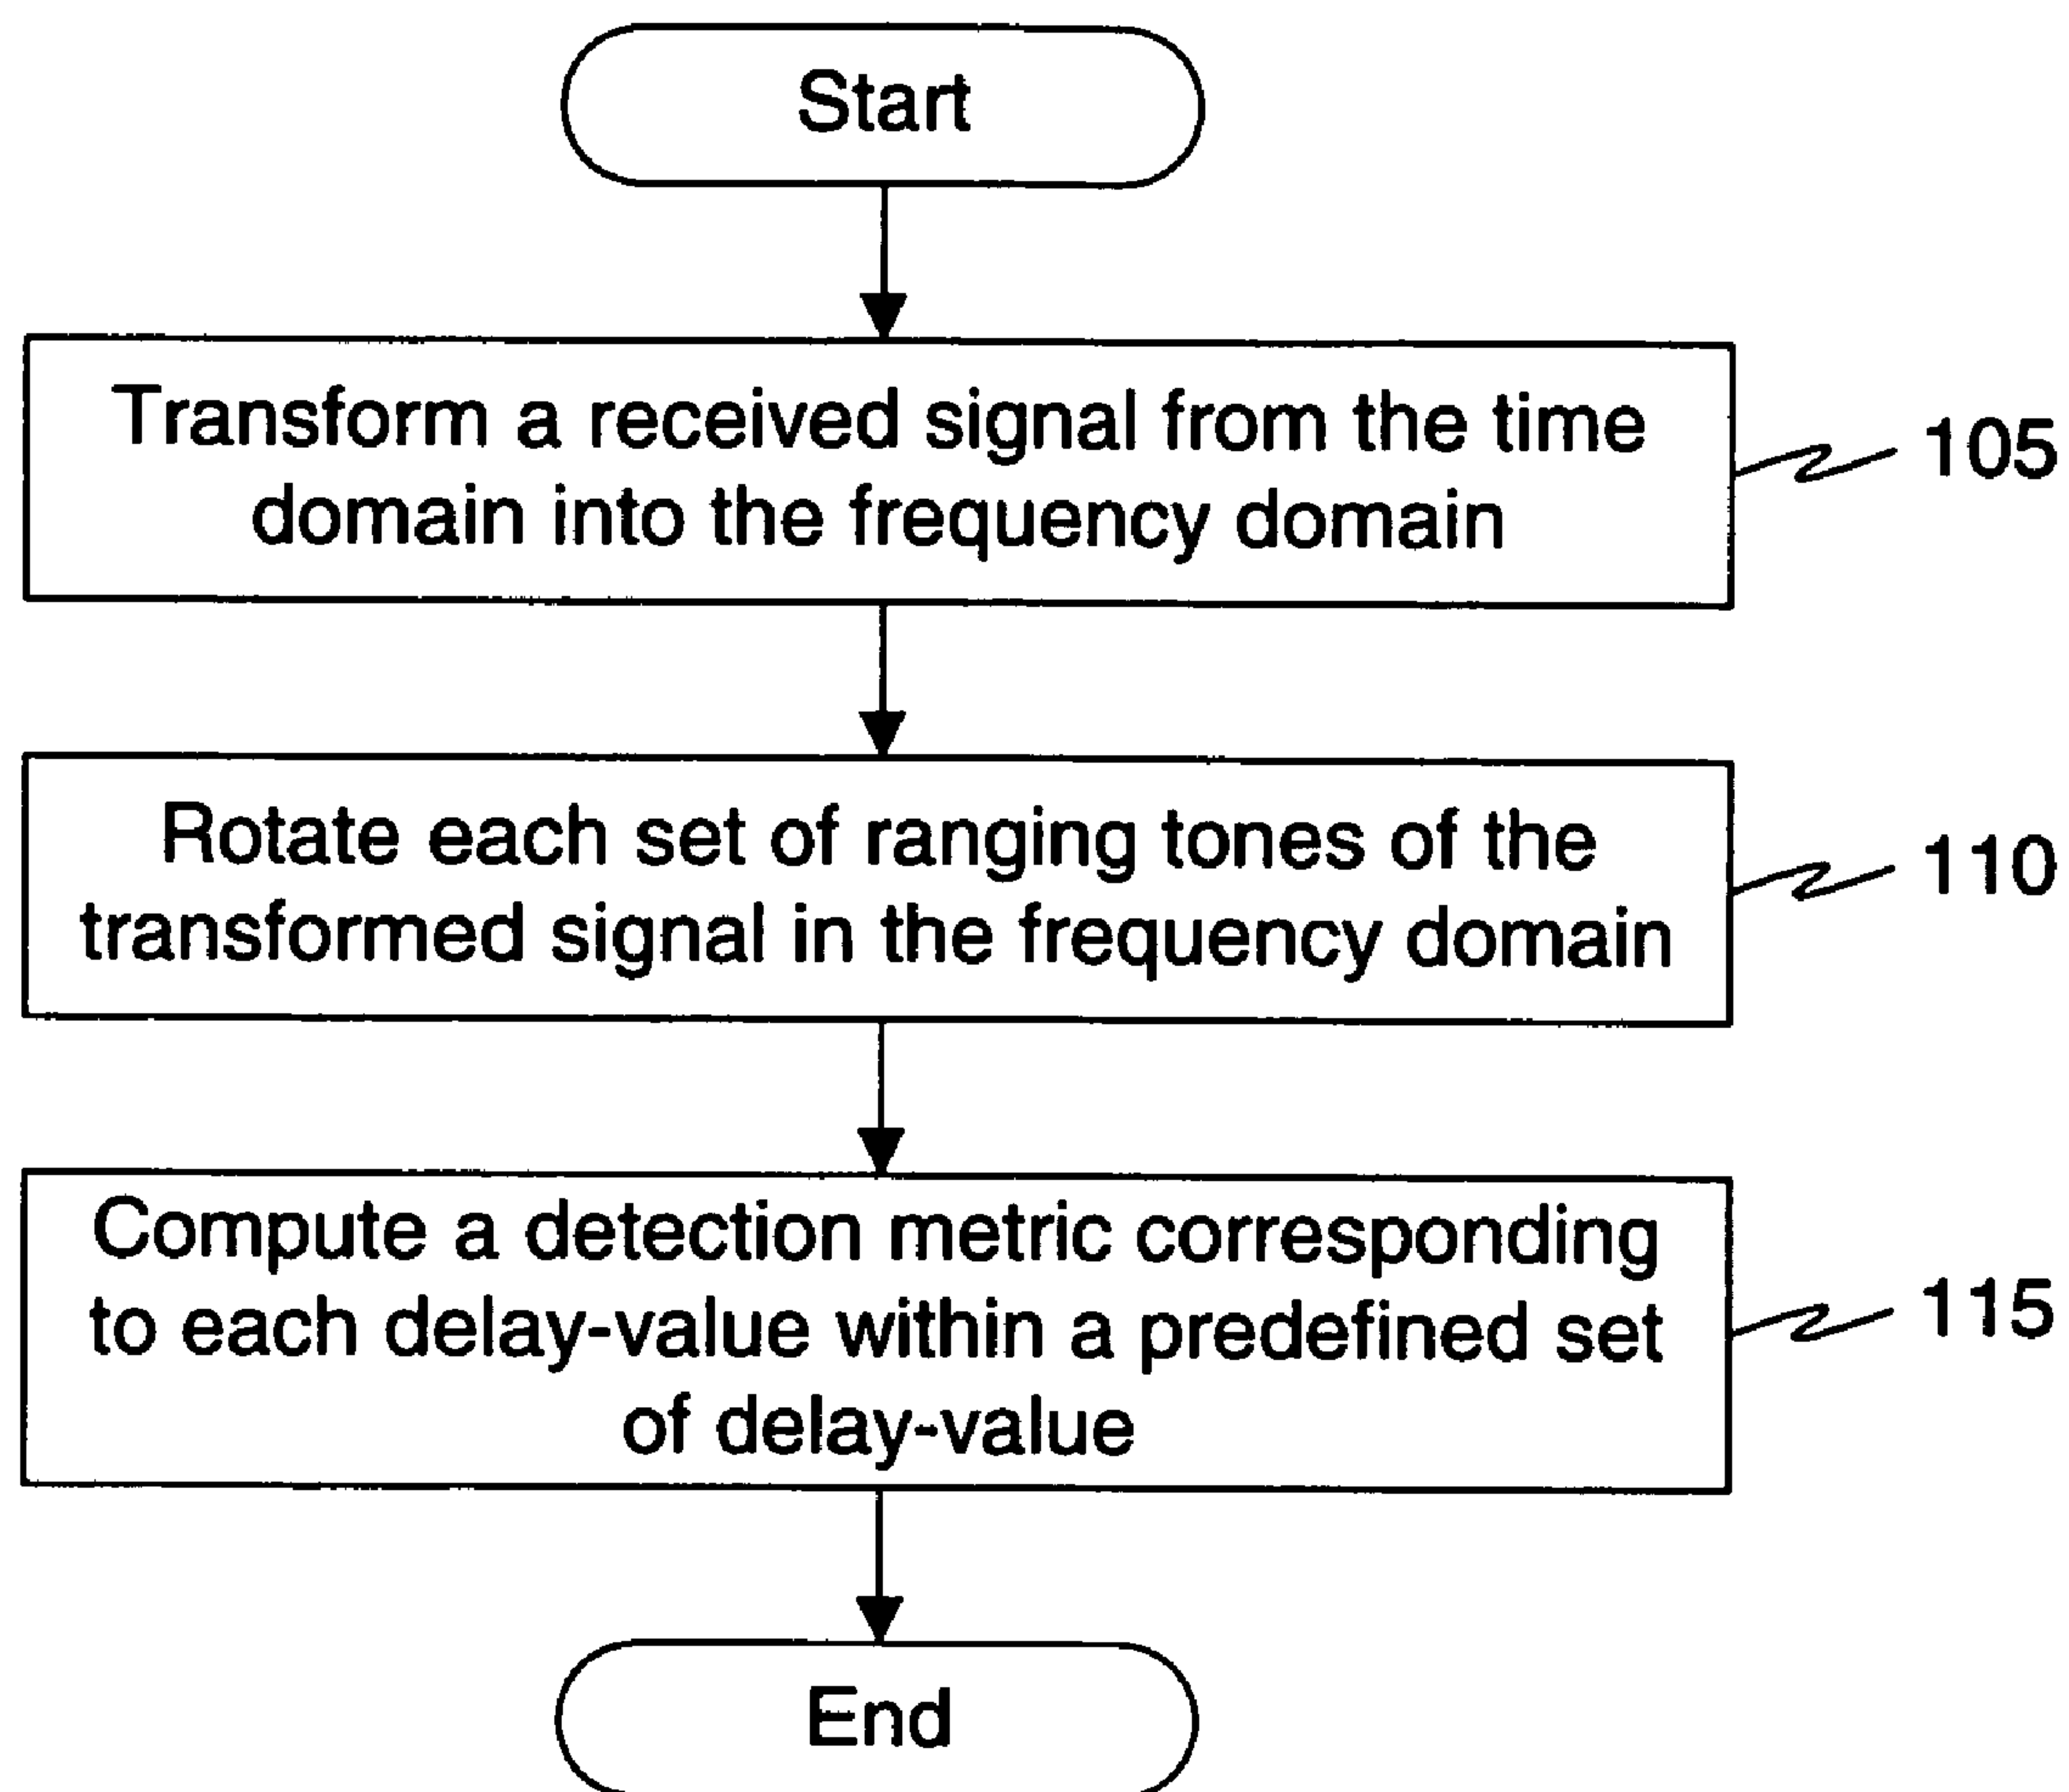 Start
Transform a received signal from the time
domain into the frequency domain
105
Rotate each set of ranging tones of the
transformed signal in the frequency domain
110
Compute a detection metric corresponding
to each delay-value within a predefined set
of delay-value
115
End